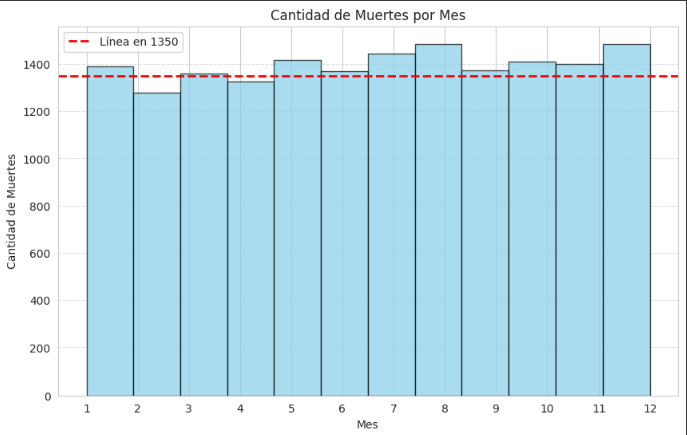 Cantidad de Muertes por Mes
Línea en 1350
Cantidad de Muertes
1400
1200
1000
800
600
400
200
0
1 2 3 4 5 6 7 8 9 10 11 12
Mes